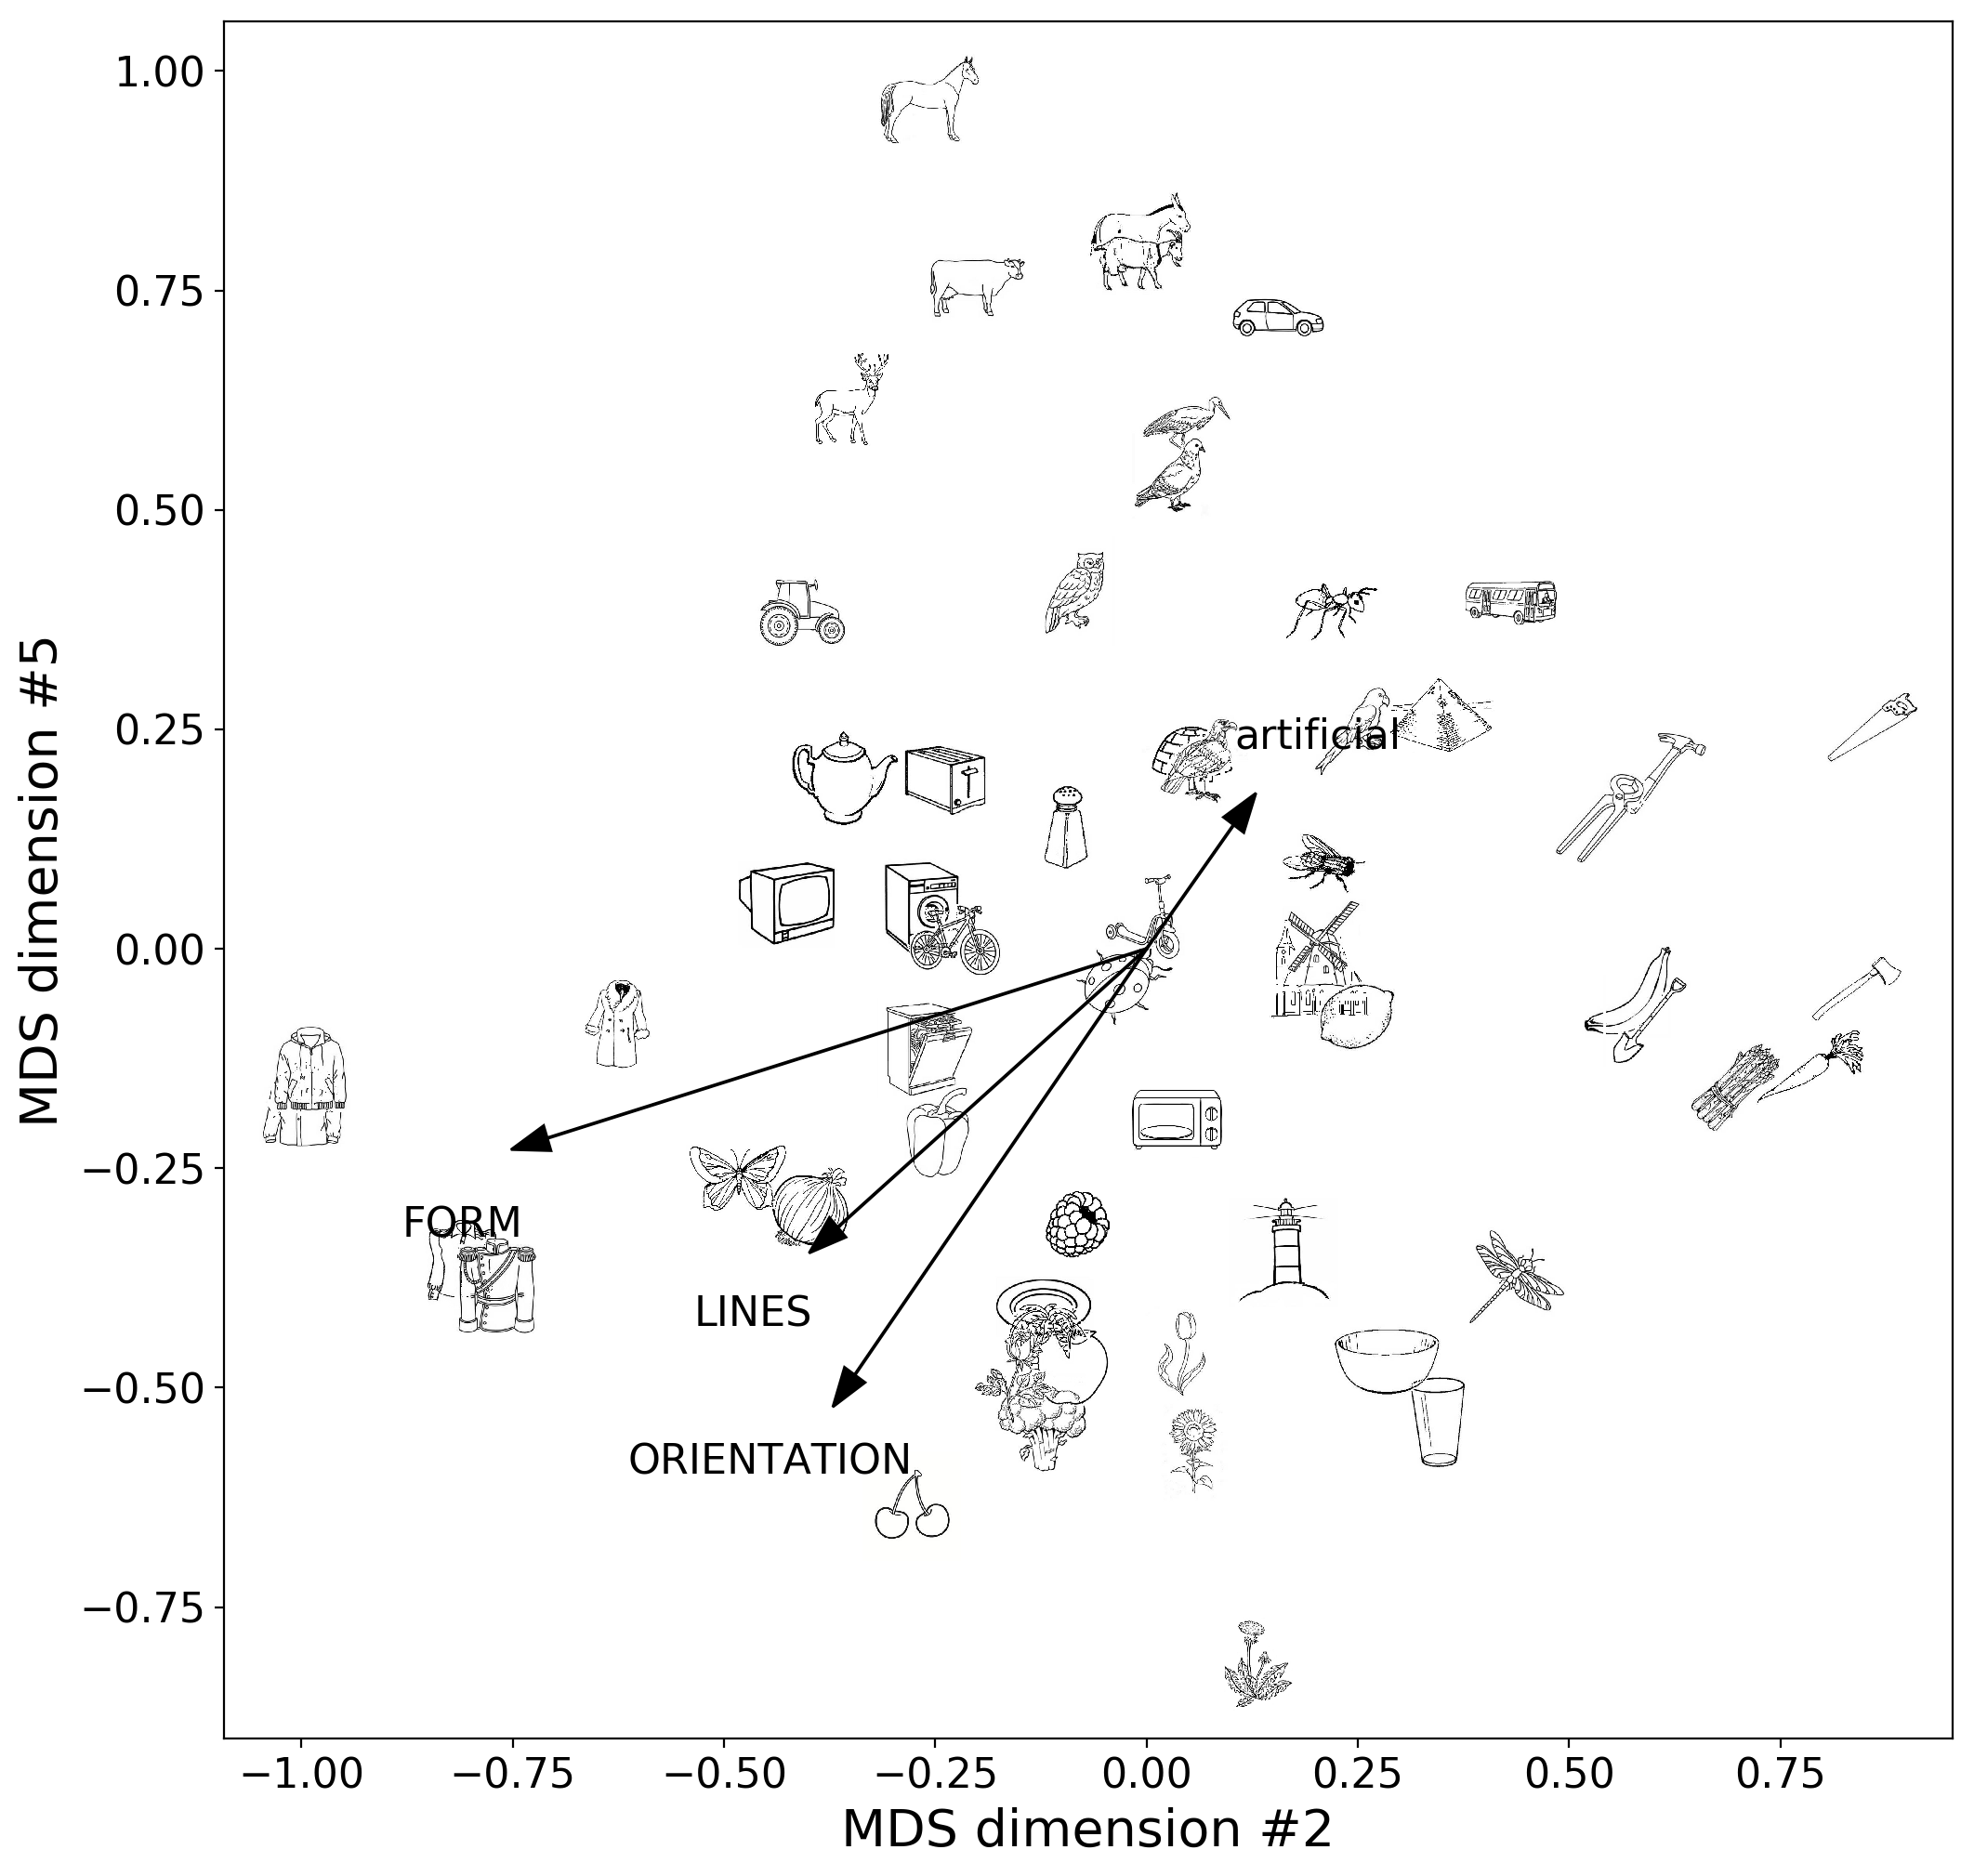 1.00
0.75
0.50
0.25
0.00
−0.25
−0.50
−0.75
MDS dimension #5
artificial
FORM
LINES
ORIENTATION
−1.00 −0.75 −0.50 −0.25 0.00 0.25 0.50 0.75
MDS dimension #2